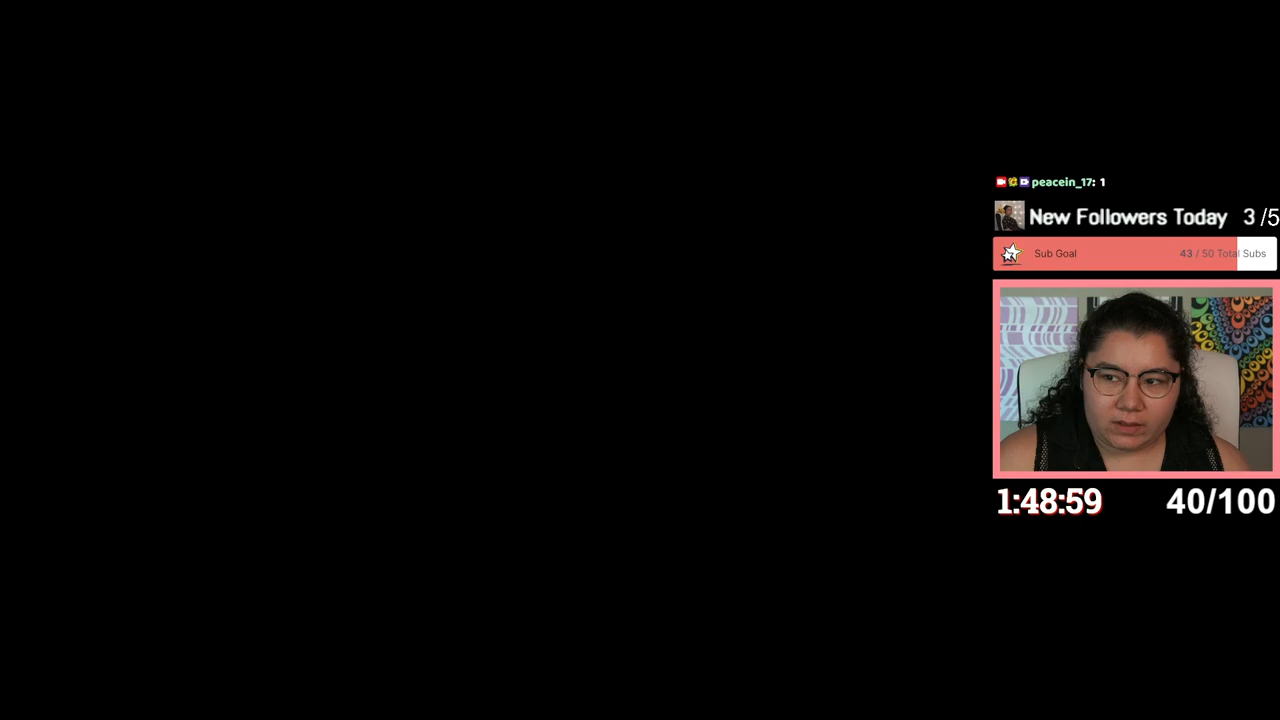 peacein_17: 1
New Followers Today 3 /5
Sub Goal 43 / 50 Total Subs
1:48:59 40/100